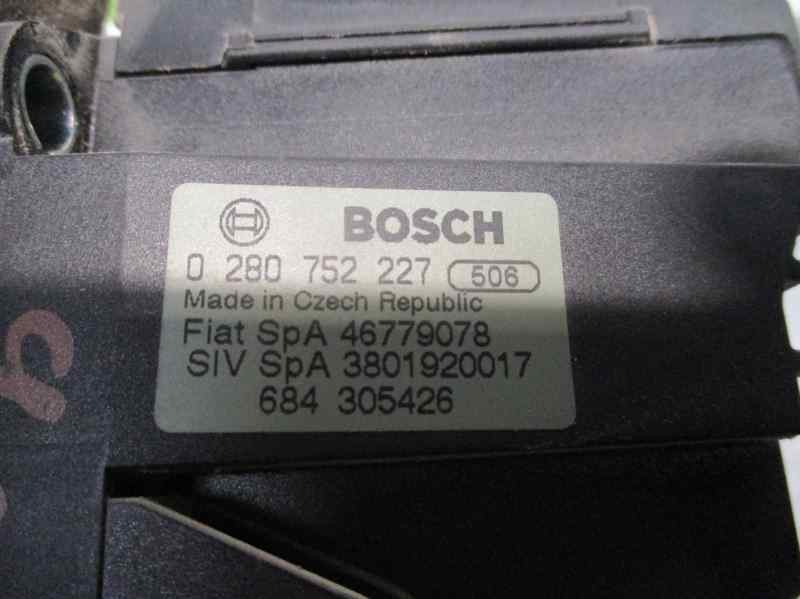 BOSCH
0 280 752 227 506
Made in Czech Republic
Fiat SpA 46779078
SIV SpA 3801920017
684 305426